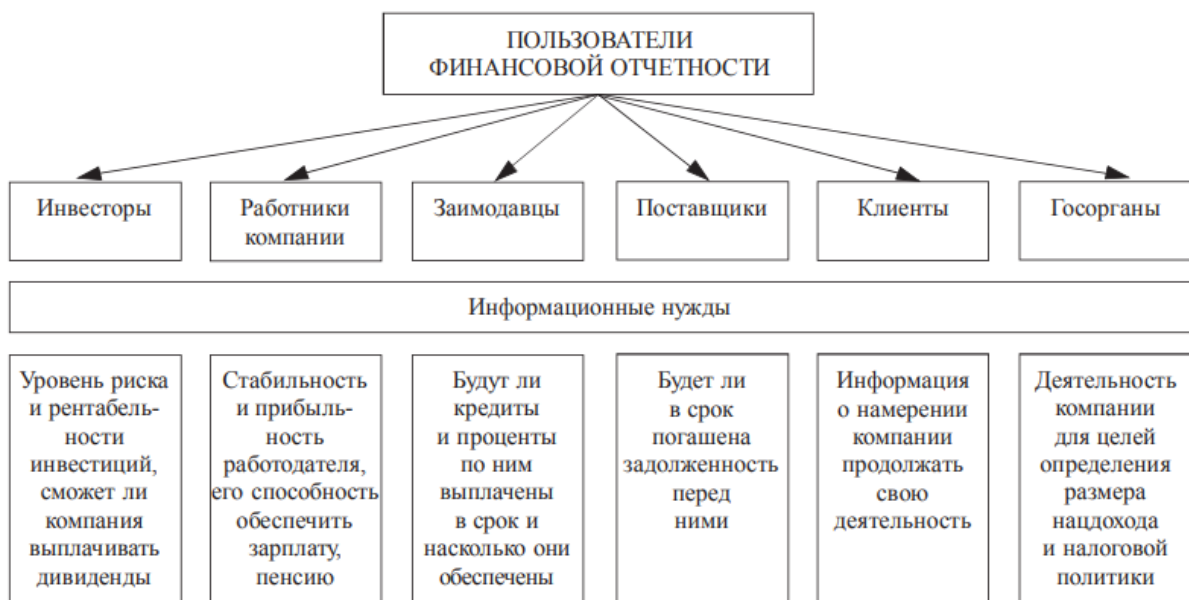 ПОЛЬЗОВАТЕЛИ
ФИНАНСОВОЙ ОТЧЕТНОСТИ
Инвесторы
Работники
компании
Заимодавцы
Поставщики
Клиенты
Госорганы
Информационные нужды
Уровень риска
и рентабель-
ности
инвестиций,
сможет ли
компания
выплачивать
дивиденды
Стабильность
и прибыль-
ность
работодателя,
его способность
обеспечить
зарплату,
пенсию
Будут ли
кредиты
и проценты
по ним
выплачены
в срок и
насколько они
обеспечены
Будет ли
в срок
погашена
задолженность
перед
ними
Информация
о намерении
компании
продолжать
свою
деятельность
Деятельность
компании
для целей
определения
размера
нацдохода
и налоговой
политики